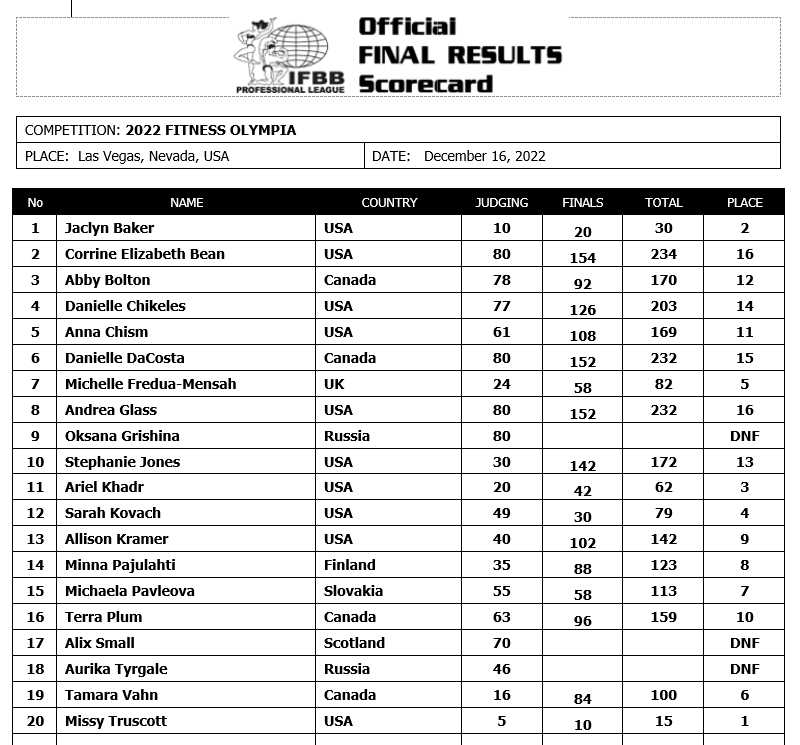 Official
FINAL RESULTS
Scorecard
IFBB
PROFESSIONAL LEAGUE
COMPETITION: 2022 FITNESS OLYMPIA
PLACE: Las Vegas, Nevada, USA DATE: December 16, 2022
No NAME COUNTRY JUDGING FINALS TOTAL PLACE
1 Jaclyn Baker USA 10 20 30 2
2 Corrine Elizabeth Bean USA 80 154 234 16
3 Abby Bolton Canada 78 92 170 12
4 Danielle Chikeles USA 77 126 203 14
5 Anna Chism USA 61 108 169 11
6 Danielle DaCosta Canada 80 152 232 15
7 Michelle Fredua-Mensah UK 24 58 82 5
8 Andrea Glass USA 80 152 232 16
9 Oksana Grishina Russia 80 DNF
10 Stephanie Jones USA 30 142 172 13
11 Ariel Khadr USA 20 42 62 3
12 Sarah Kovach USA 49 30 79 4
13 Allison Kramer USA 40 102 142 9
14 Minna Pajulahti Finland 35 88 123 8
15 Michaela Pavleova Slovakia 55 58 113 7
16 Terra Plum Canada 63 96 159 10
17 Alix Small Scotland 70 DNF
18 Aurika Tyrgale Russia 46 DNF
19 Tamara Vahn Canada 16 84 100 6
20 Missy Truscott USA 5 10 15 1